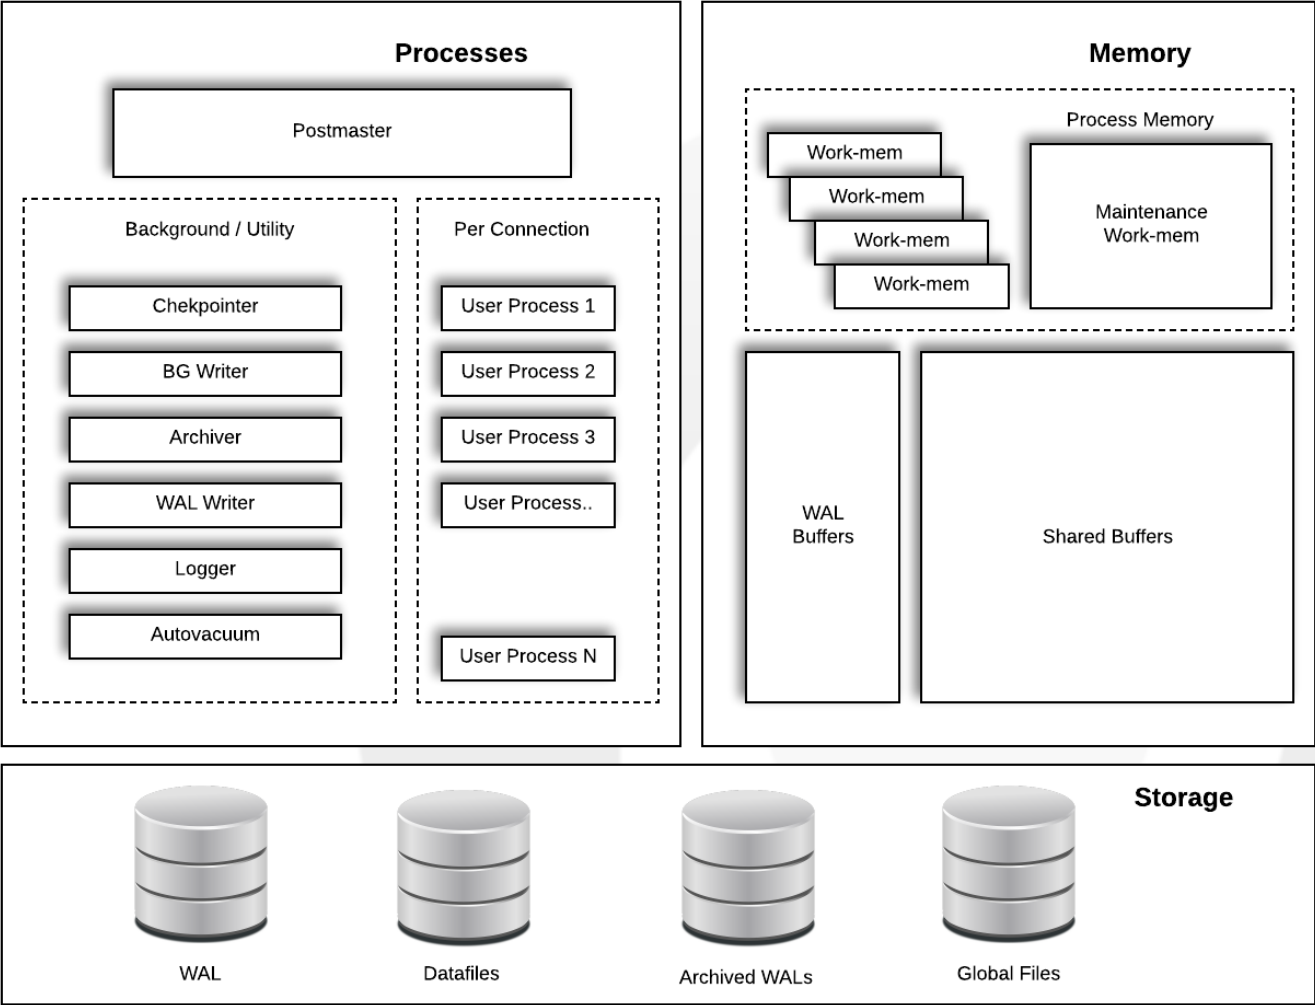 Processes
Postmaster
Background / Utility
Chekpointer
BG Writer
Archiver
WAL Writer
Logger
Autovacuum
Per Connection
User Process 1
User Process 2
User Process 3
User Process..
User Process N
Memory
Process Memory
Work-mem
Work-mem
Work-mem
Work-mem
Maintenance
Work-mem
WAL
Buffers
Shared Buffers
Storage
WAL
Datafiles
Archived WALs
Global Files